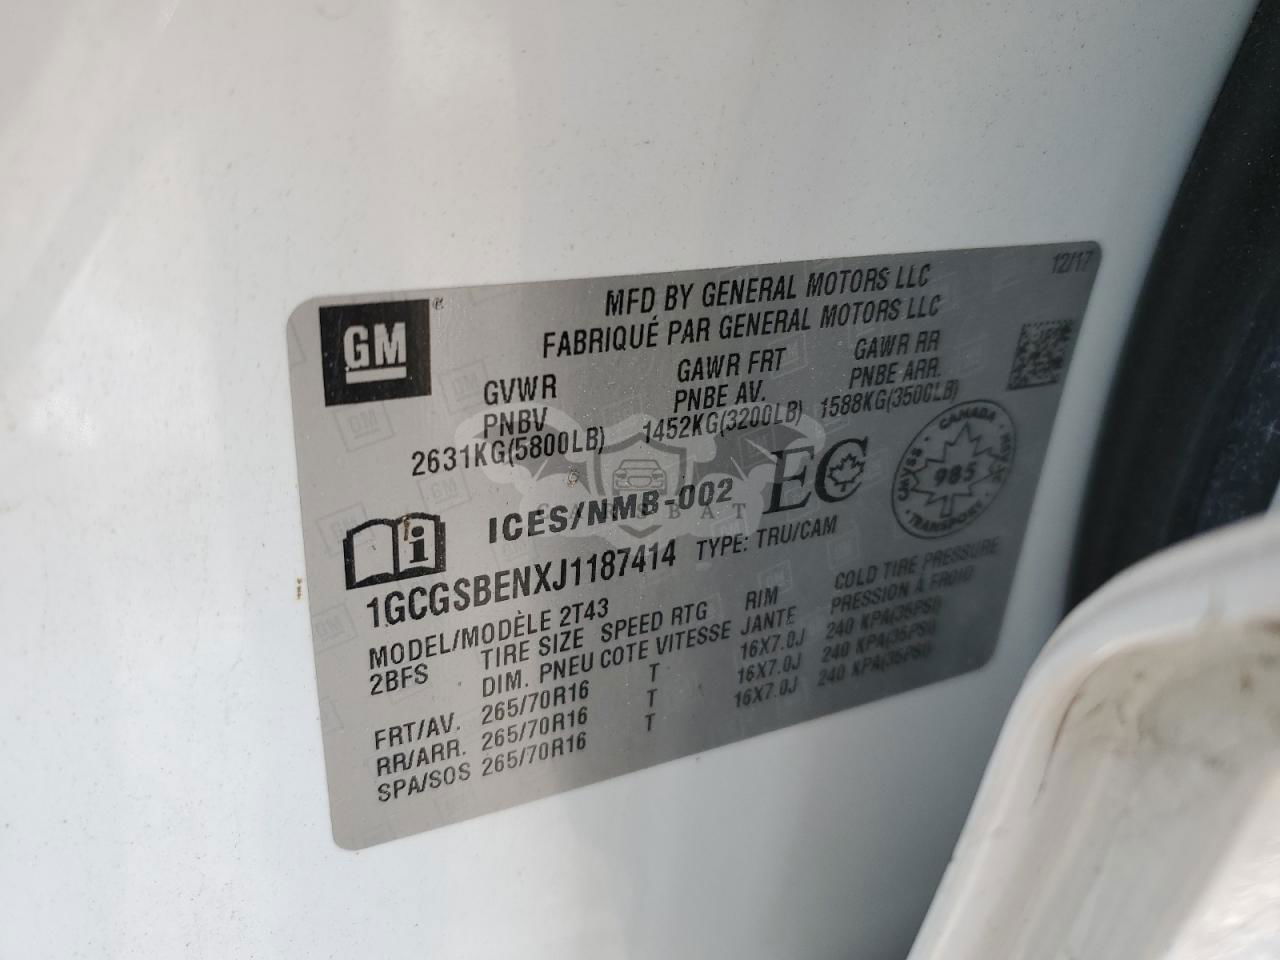 GM
®
12/17
MFD BY GENERAL MOTORS LLC
FABRIQUÉ PAR GENERAL MOTORS LLC
GVWR GAWR FRT GAWR RR
PNBV PNBE AV. PNBE ARR.
2631KG(5800LB) 1452KG(3200LB) 1588KG(3500LB)
ICES/NMB-002 EC
CANADA
985
TRANSPORT
CARSBAT
1GCGSBENXJ1187414 TYPE: TRU/CAM
MODEL/MODÈLE 2T43
2BFS TIRE SIZE SPEED RTG RIM COLD TIRE PRESSURE
DIM. PNEU COTE VITESSE JANTE PRESSION À FROID
FRT/AV. 265/70R16 T 16X7.0J 240 KPA(35PSI)
RR/ARR. 265/70R16 T 16X7.0J 240 KPA(35PSI)
SPA/SOS 265/70R16 T 16X7.0J 240 KPA(35PSI)